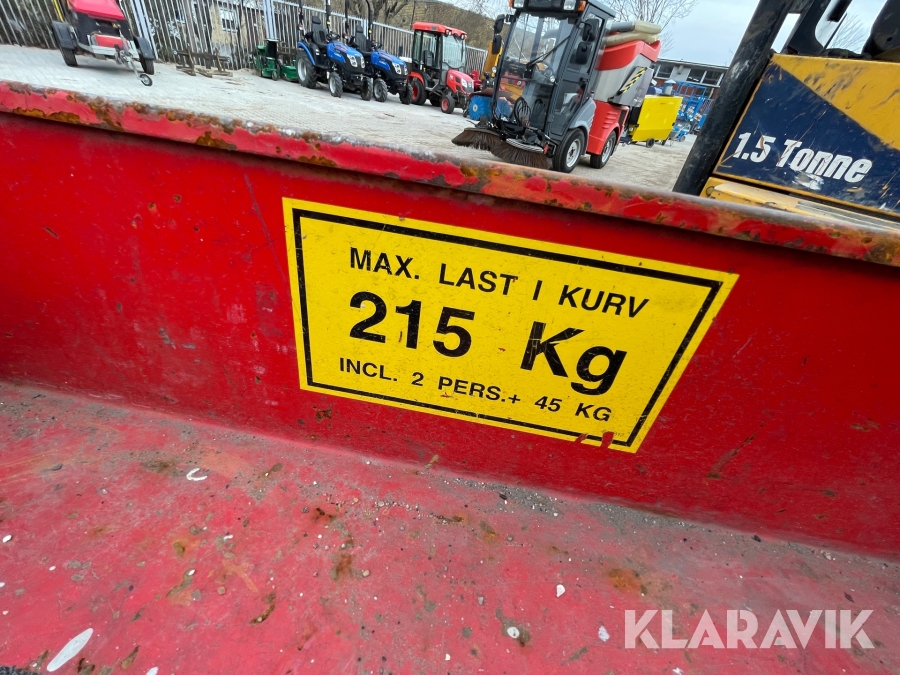 1.5 Tonne
MAX. LAST I KURV
215 Kg
INCL. 2 PERS.+ 45 KG
KLARAVIK